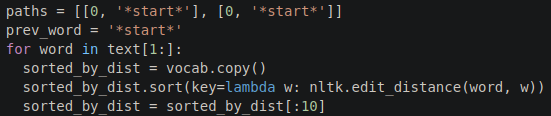 paths = [[0, '*start*'], [0, '*start*']]
prev_word = '*start*'
for word in text[1:]:
  sorted_by_dist = vocab.copy()
  sorted_by_dist.sort(key=lambda w: nltk.edit_distance(word, w))
  sorted_by_dist = sorted_by_dist[:10]